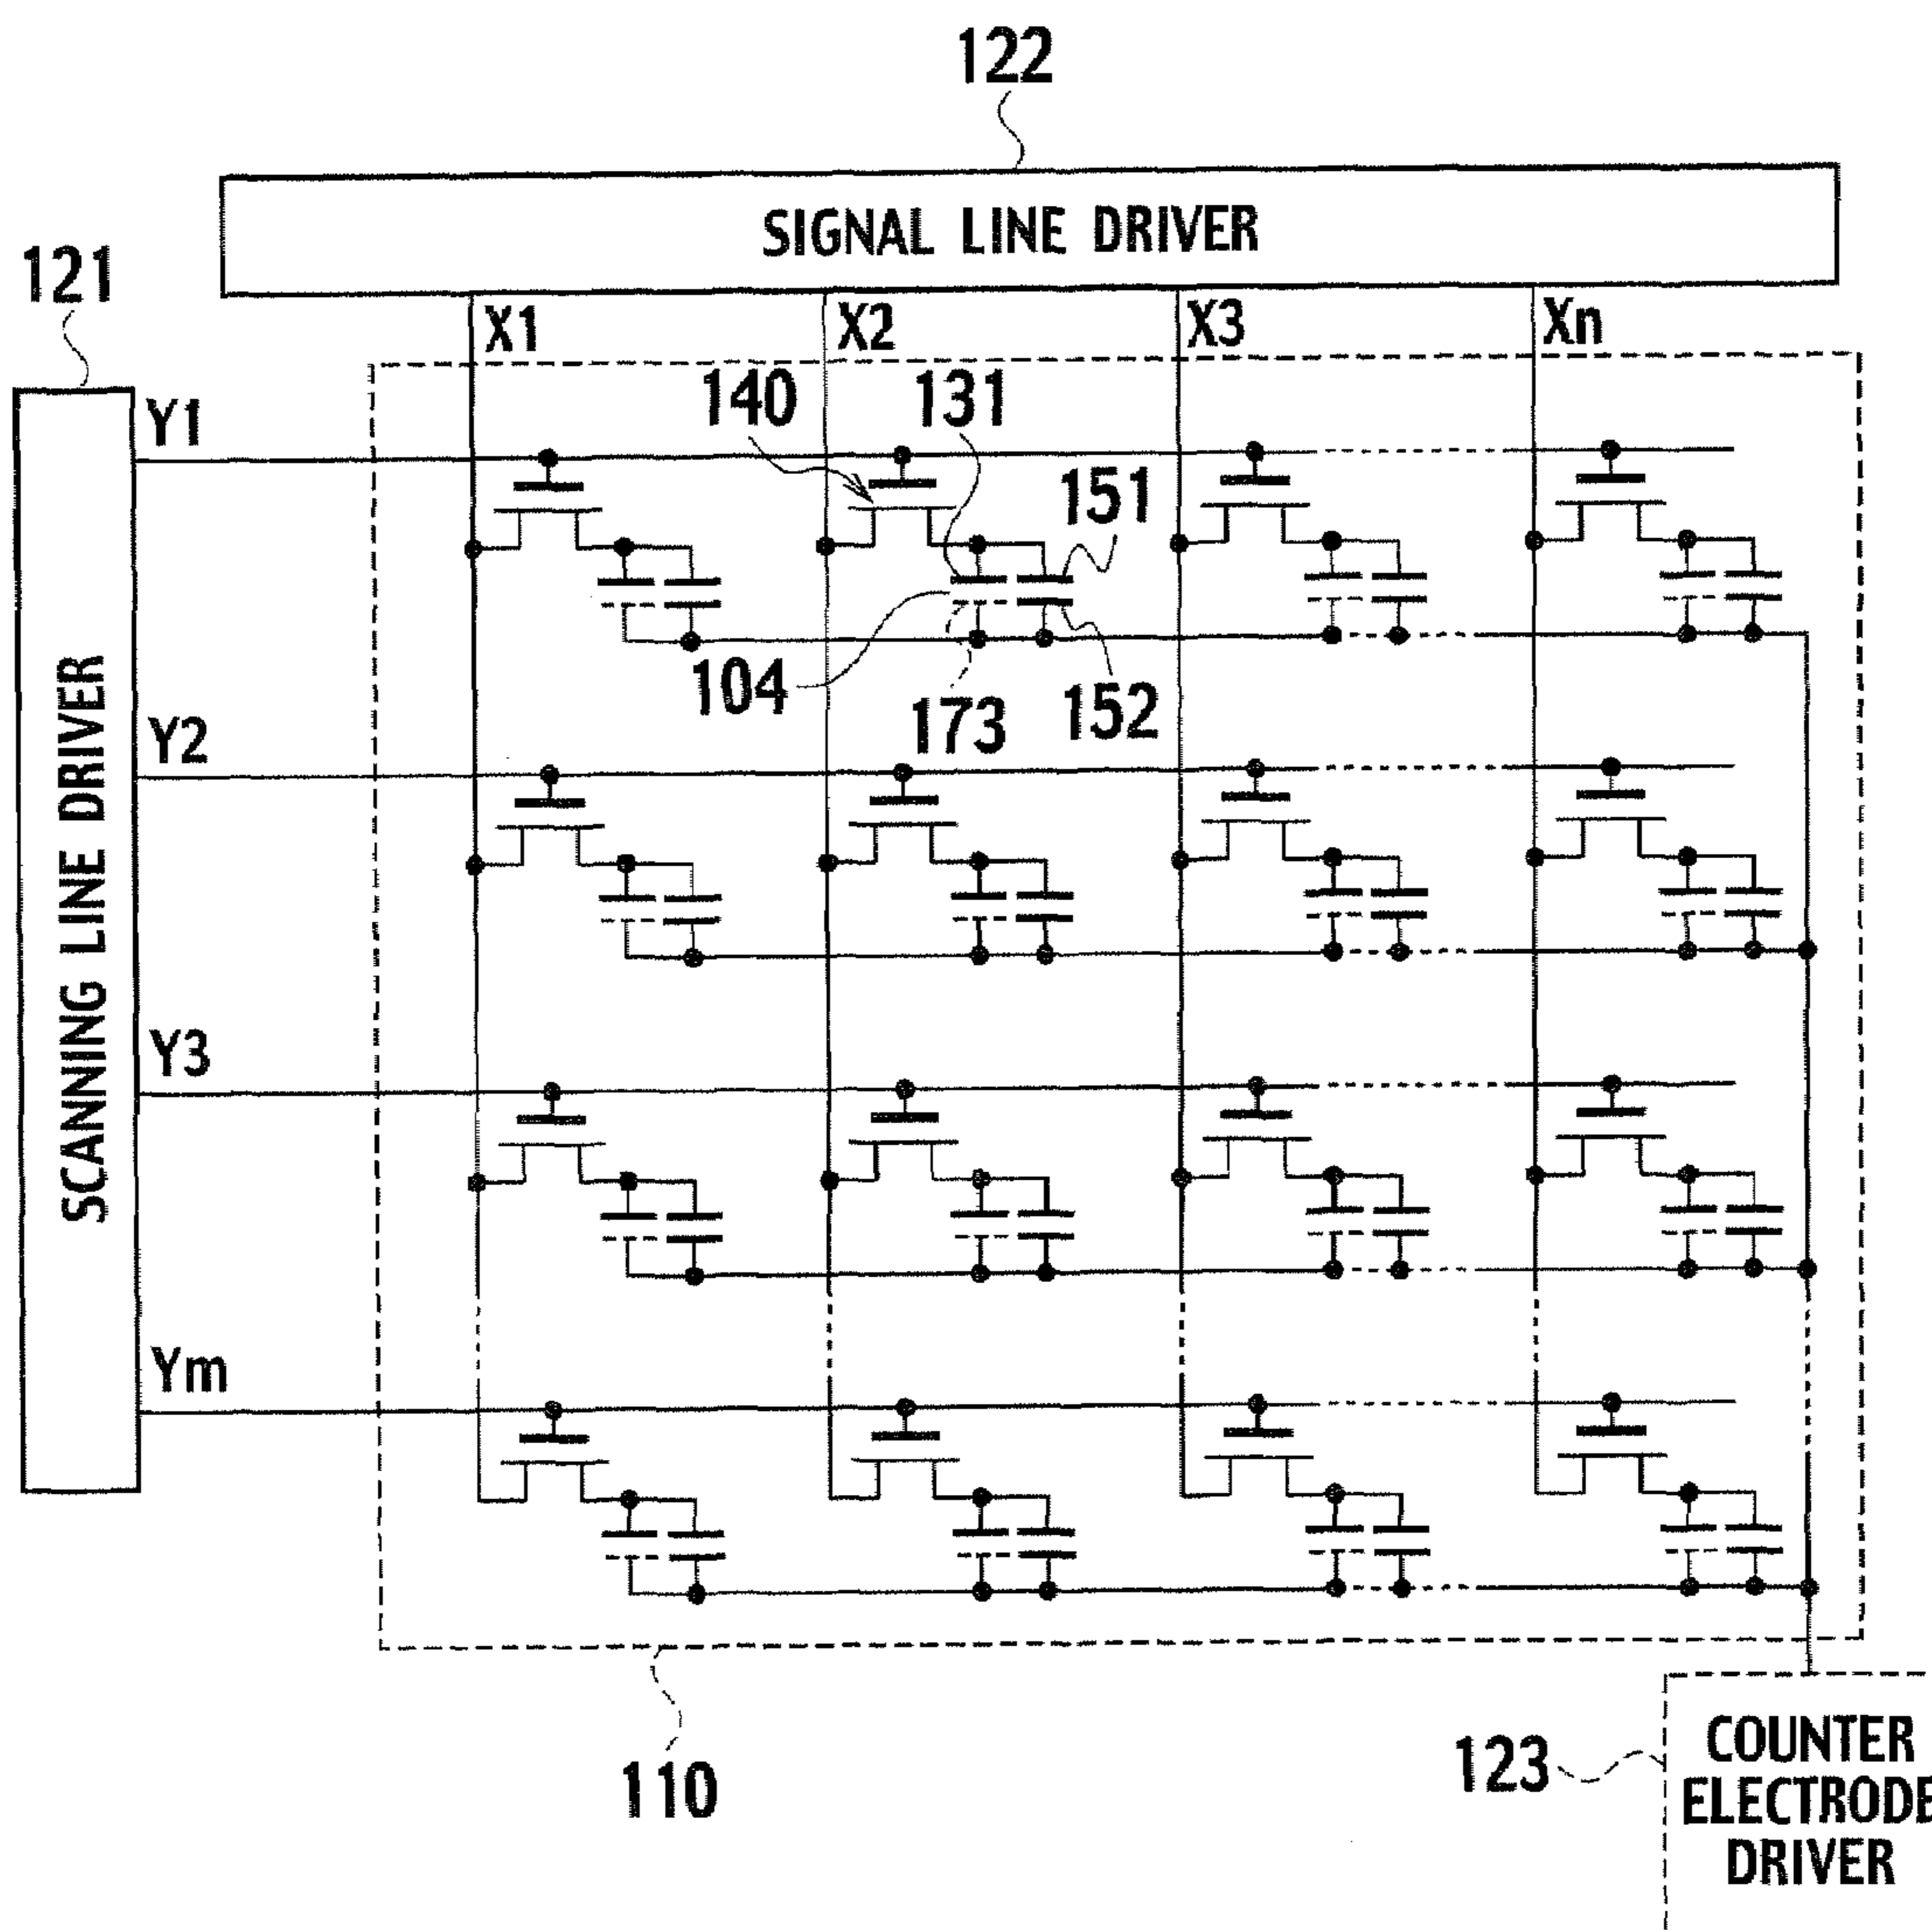 122
SIGNAL LINE DRIVER
121
X1
X2
X3
Xn
140
131
Y1
151
104
173
152
Y2
SCANNING LINE DRIVER
Y3
Ym
110
123
COUNTER
ELECTRODE
DRIVER